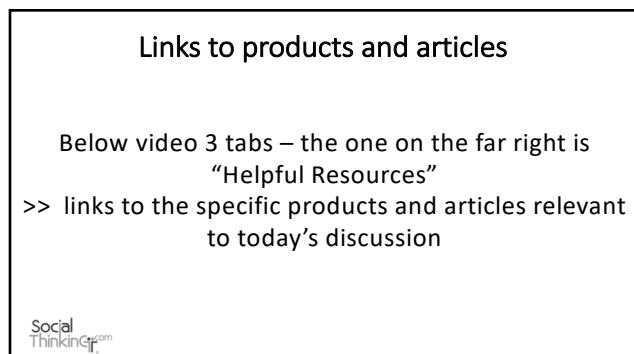 Links to products and articles
Below video 3 tabs – the one on the far right is
“Helpful Resources”
>> links to the specific products and articles relevant
to today’s discussion
Social
Thinking.com